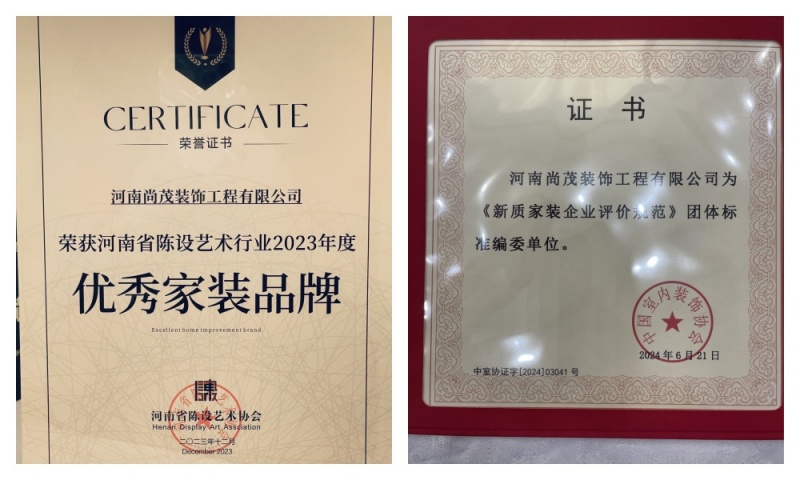 CERTIFICATE
荣誉证书
河南尚茂装饰工程有限公司
荣获河南省陈设艺术行业2023年度
优秀家装品牌
Excellent home improvement brand
河南省陈设艺术协会
Henan Display Art Association
二〇二三年十二月
December 2023
证 书
河南尚茂装饰工程有限公司为
《新质家装企业评价规范》团体标
准编委单位。
中国室内装饰协会
2024年6月21日
中室协证字[2024]03041 号